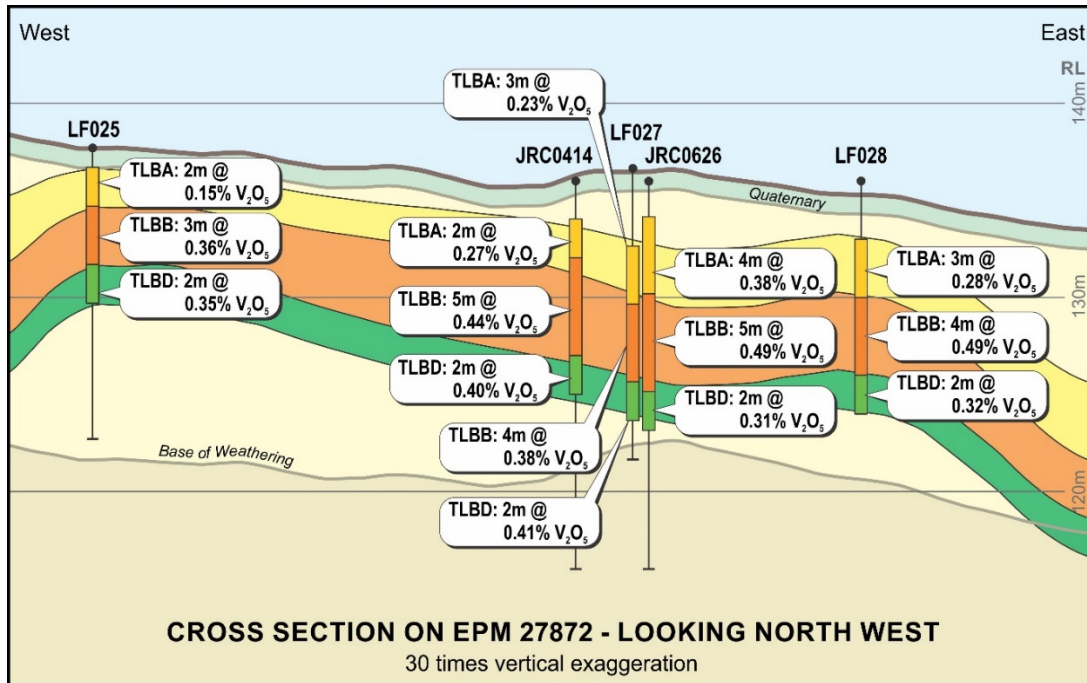 West
East
RL
140m
TLBA: 3m @
0.23% V₂O₅
LF025
LF027
JRC0414
JRC0626
LF028
TLBA: 2m @
0.15% V₂O₅
Quaternary
TLBB: 3m @
0.36% V₂O₅
TLBA: 2m @
0.27% V₂O₅
TLBA: 4m @
0.38% V₂O₅
TLBA: 3m @
0.28% V₂O₅
TLBD: 2m @
0.35% V₂O₅
130m
TLBB: 5m @
0.44% V₂O₅
TLBB: 5m @
0.49% V₂O₅
TLBB: 4m @
0.49% V₂O₅
TLBD: 2m @
0.40% V₂O₅
TLBD: 2m @
0.31% V₂O₅
TLBD: 2m @
0.32% V₂O₅
TLBB: 4m @
0.38% V₂O₅
Base of Weathering
120m
TLBD: 2m @
0.41% V₂O₅
CROSS SECTION ON EPM 27872 - LOOKING NORTH WEST
30 times vertical exaggeration